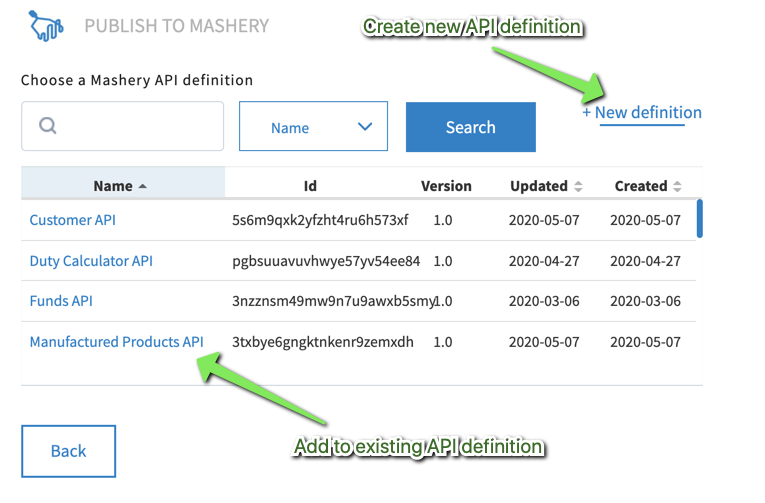 PUBLISH TO MASHERY
Create new API definition
Choose a Mashery API definition
+ New definition
Name
Search
Name Id Version Updated Created
Customer API 5s6m9qxk2yfzht4ru6h573xf 1.0 2020-05-07 2020-05-07
Duty Calculator API pgbsuuavuvhwye57yv54ee84 1.0 2020-04-27 2020-04-27
Funds API 3nzznsm49mw9n7u9awxb5smy 1.0 2020-03-06 2020-03-06
Manufactured Products API 3txbye6gngktnkenr9zemxdh 1.0 2020-05-07 2020-05-07
Add to existing API definition
Back